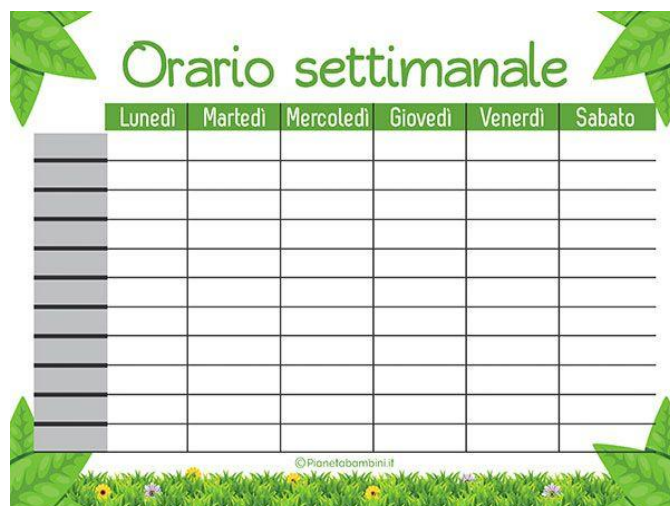 Orario settimanale
Lunedì Martedì Mercoledì Giovedì Venerdì Sabato
©Pianetabambini.it